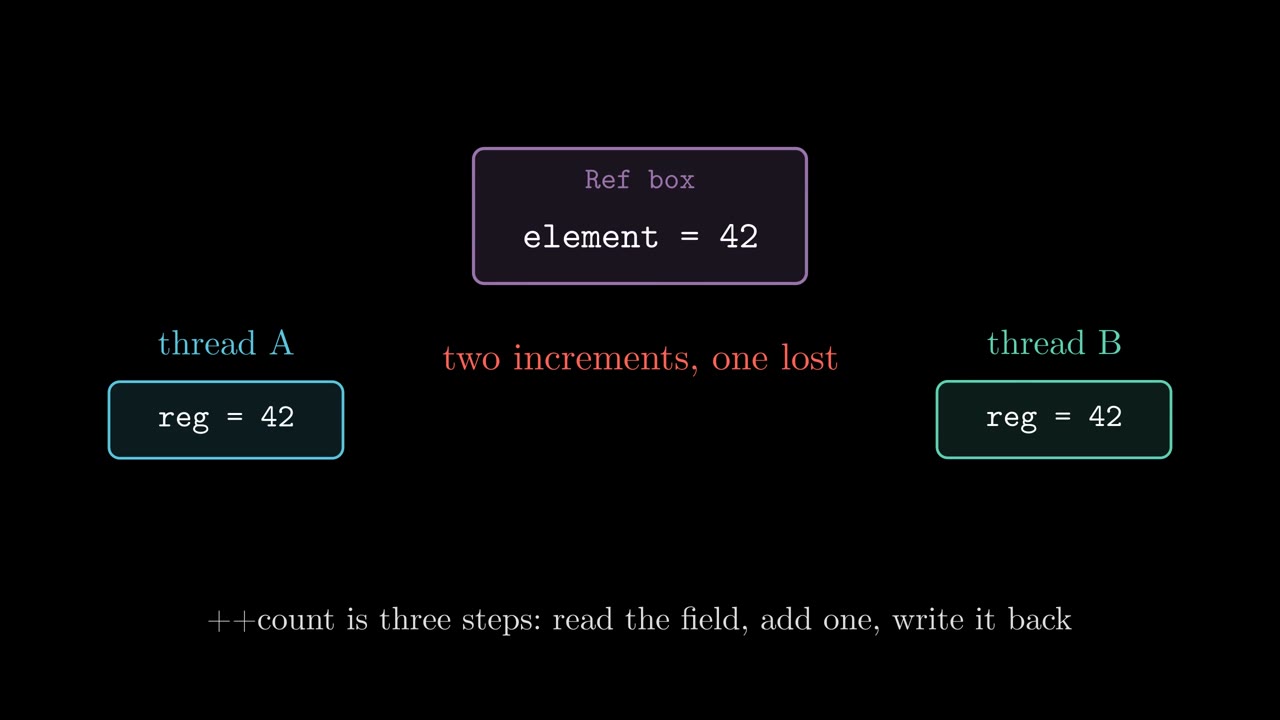 Ref box
element = 42
thread A
two increments, one lost
thread B
reg = 42
reg = 42
++count is three steps: read the field, add one, write it back